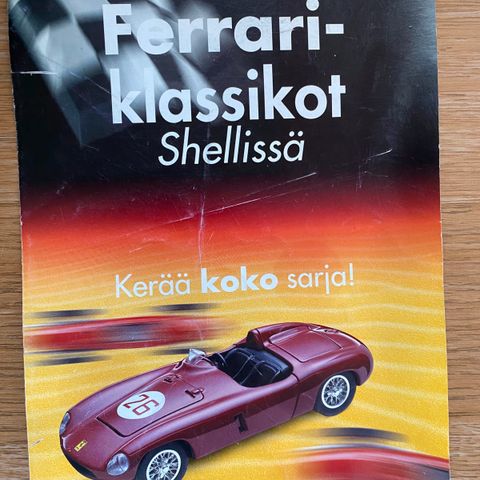 Ferrari-
klassikot
Shellissä
Kerää koko sarja!
26